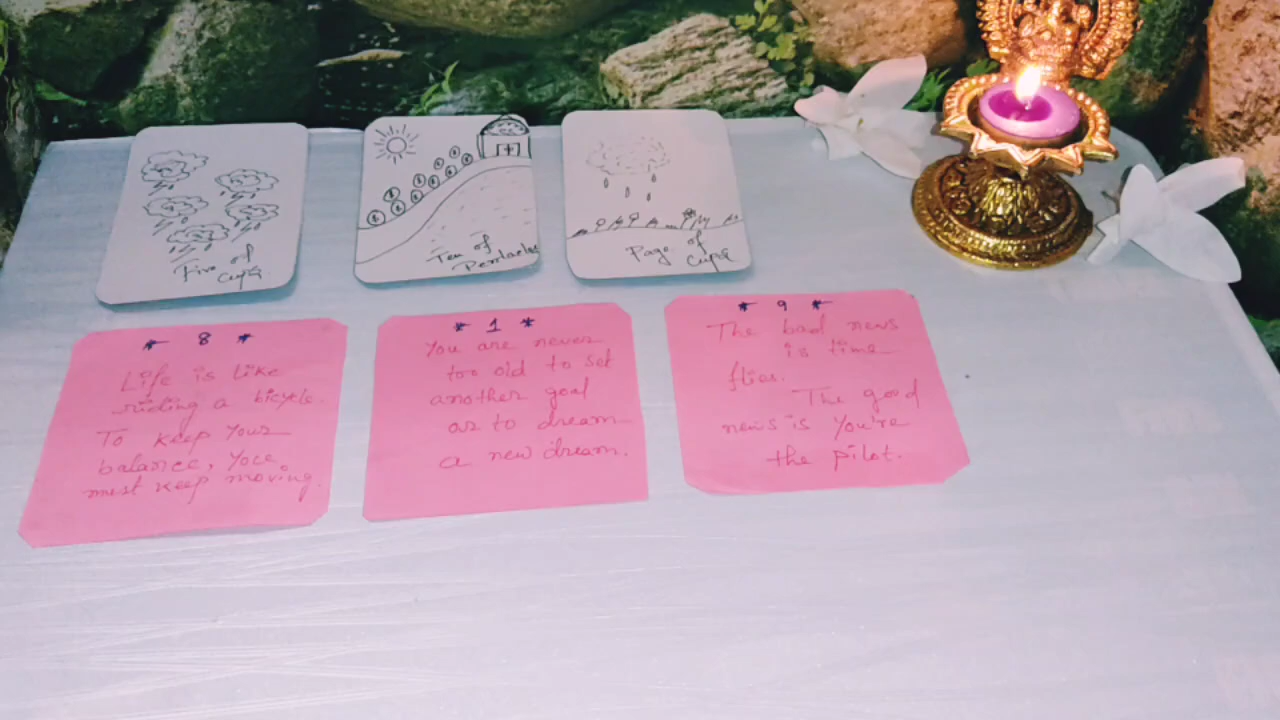 Five of
Cups
Ten of
Pentacles
Page of
Cups
* 8 *
Life is like
riding a bicycle.
To keep your
balance, you
must keep moving.
* 1 *
You are never
too old to set
another goal
or to dream
a new dream.
* 9 *
The bad news
is time
flies.
The good
news is you're
the pilot.